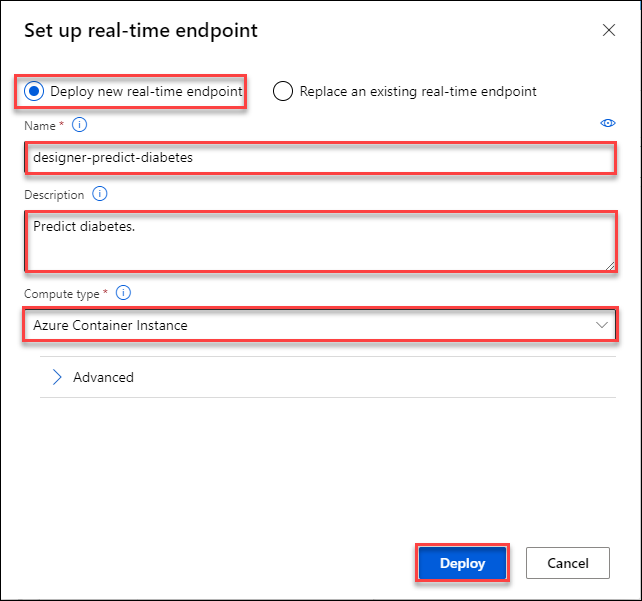 Set up real-time endpoint
Deploy new real-time endpoint Replace an existing real-time endpoint
Name *
designer-predict-diabetes
Description
Predict diabetes.
Compute type *
Azure Container Instance
Advanced
Deploy Cancel